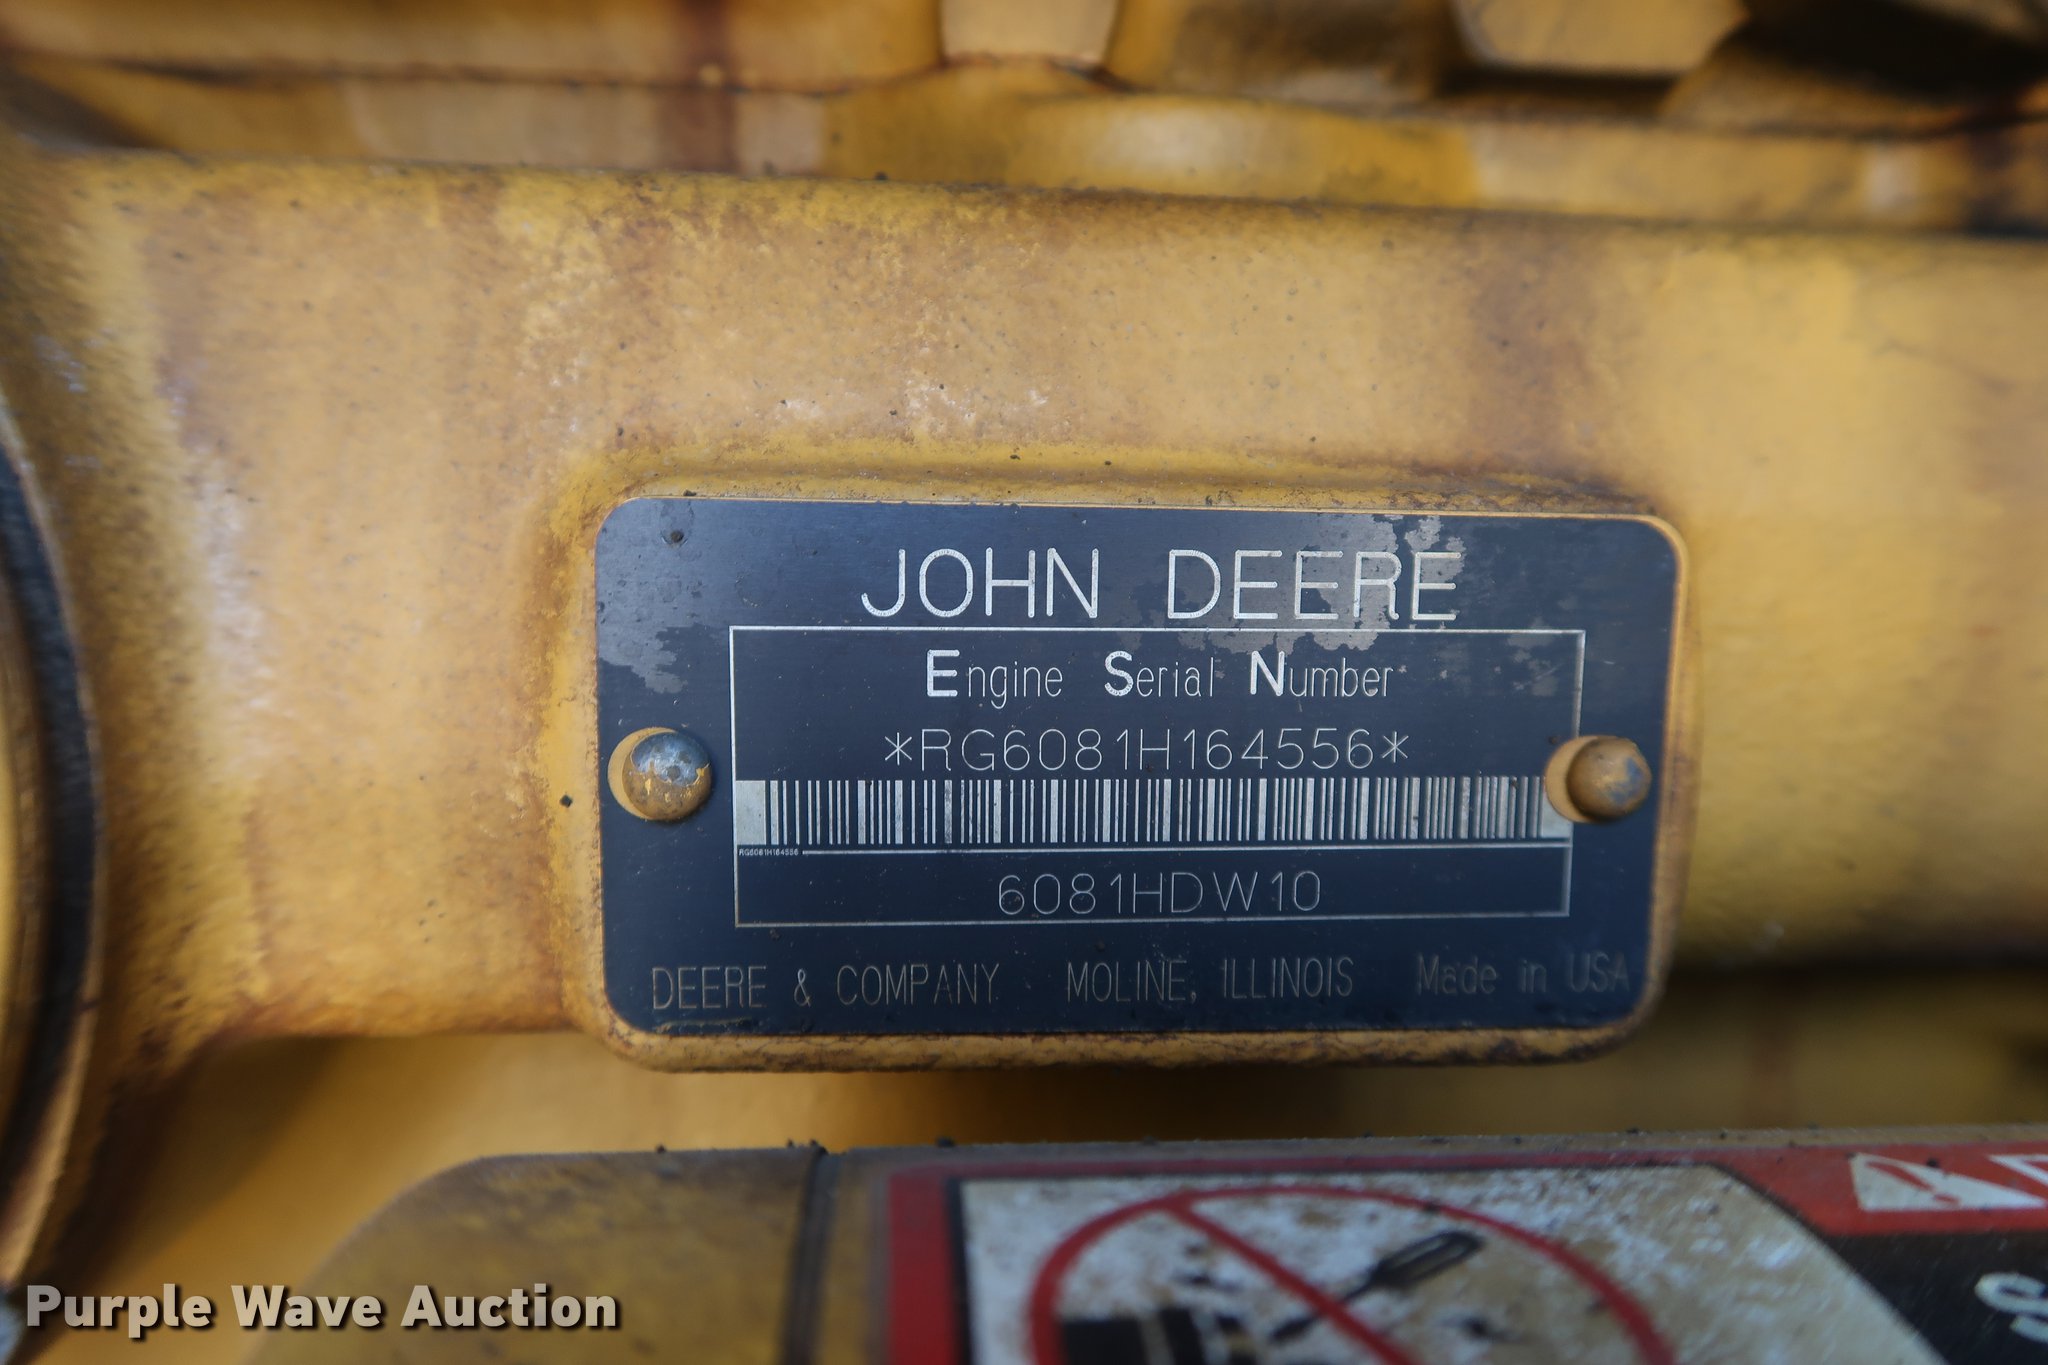 JOHN DEERE
Engine Serial Number
*RG6081H164556*
RG6081H164556
6081HDW10
DEERE & COMPANY MOLINE, ILLINOIS Made in USA
Purple Wave Auction